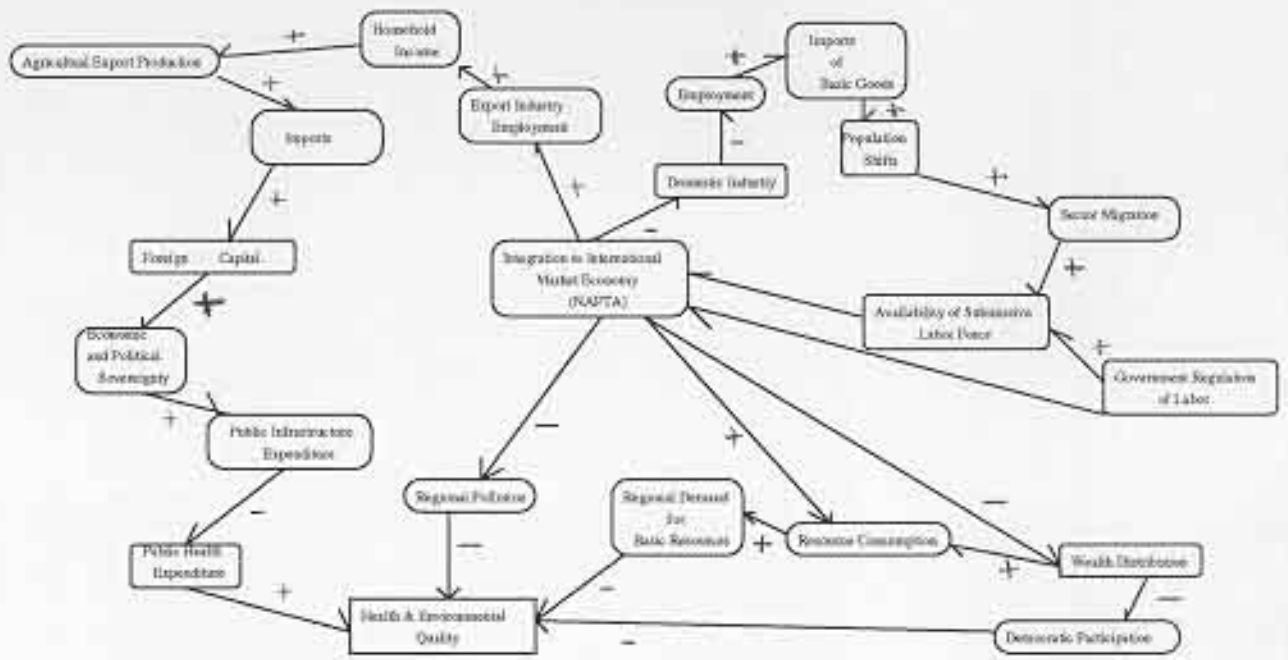 Household
Income
Agricultual Export Production
Imports
of
Basic Goods
Employment
Export Industry
Employment
Imports
Population
Shifts
Domestic Industry
Sector Migration
Foreign Capital
Integration to International
Market Economy
(NAFTA)
Availability of Submissive
Labor Force
Economic
and Political
Sovereignty
Government Regulation
of Labor
Public Infrastructure
Expenditure
Regional Pollution
Regional Demand
for
Basic Resources
Resource Consumption
Public Health
Expenditure
Wealth Distribution
Health & Environmental
Quality
Democratic Participation